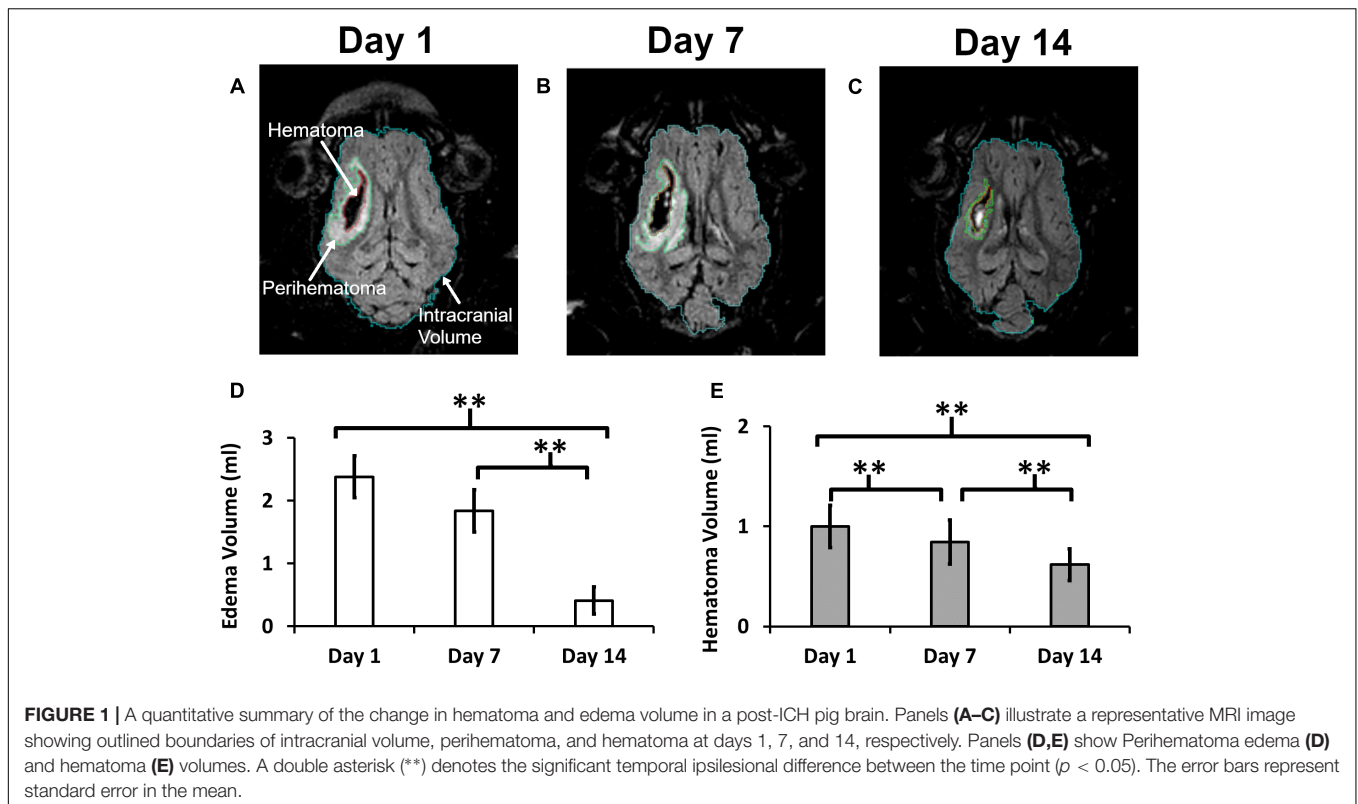 Day 1
Day 7
Day 14
A
B
C
Hematoma
Perihematoma
Intracranial
Volume
D
**
**
Edema Volume (ml)
3
2
1
0
Day 1
Day 7
Day 14
E
**
**
**
Hematoma Volume (ml)
2
1
0
Day 1
Day 7
Day 14
FIGURE 1 | A quantitative summary of the change in hematoma and edema volume in a post-ICH pig brain. Panels (A–C) illustrate a representative MRI image
showing outlined boundaries of intracranial volume, perihematoma, and hematoma at days 1, 7, and 14, respectively. Panels (D,E) show Perihematoma edema (D)
and hematoma (E) volumes. A double asterisk (**) denotes the significant temporal ipsilesional difference between the time point (p < 0.05). The error bars represent
standard error in the mean.